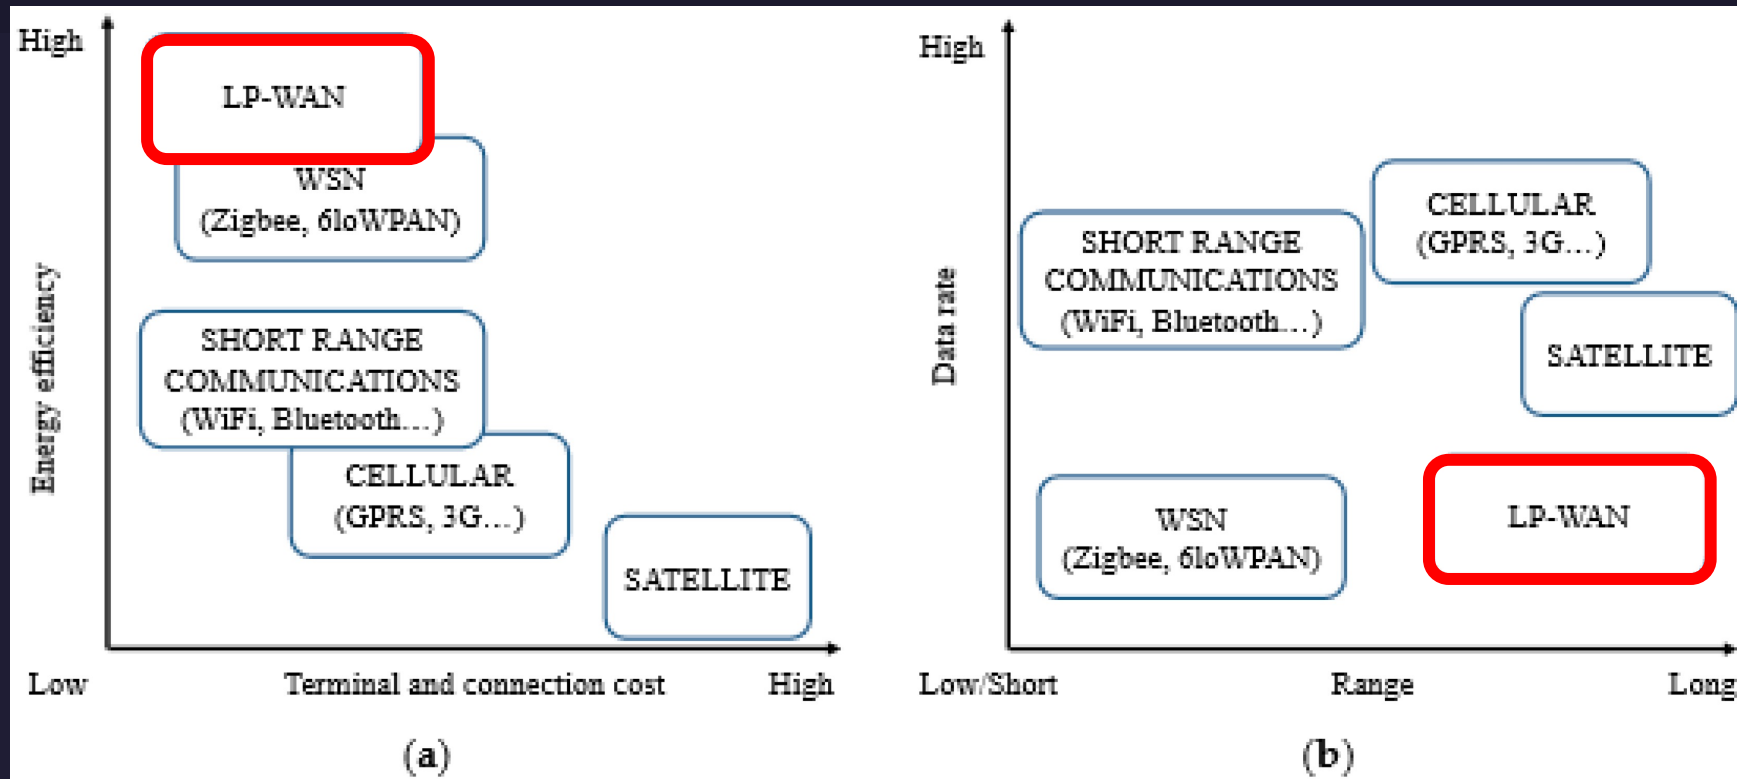 High
LP-WAN
WSN
(Zigbee, 6loWPAN)
SHORT RANGE
COMMUNICATIONS
(WiFi, Bluetooth...)
CELLULAR
(GPRS, 3G...)
SATELLITE
Energy efficiency
Low
Terminal and connection cost
High
(a)
High
CELLULAR
(GPRS, 3G...)
SHORT RANGE
COMMUNICATIONS
(WiFi, Bluetooth...)
SATELLITE
WSN
(Zigbee, 6loWPAN)
LP-WAN
Data rate
Low/Short
Range
Long
(b)